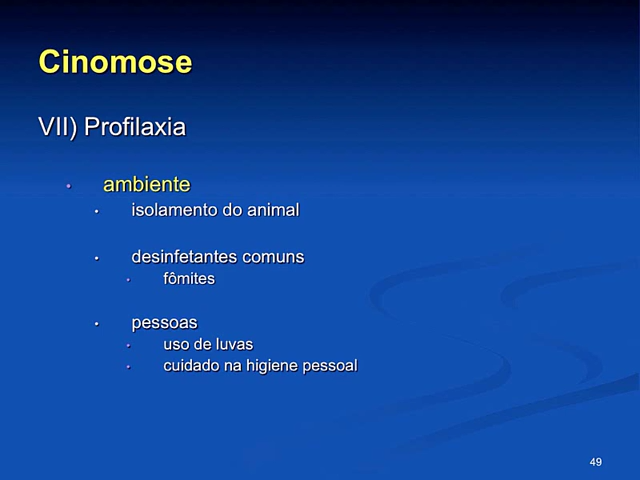 Cinomose
VII) Profilaxia
• ambiente
• isolamento do animal
• desinfetantes comuns
• fômites
• pessoas
• uso de luvas
• cuidado na higiene pessoal
49